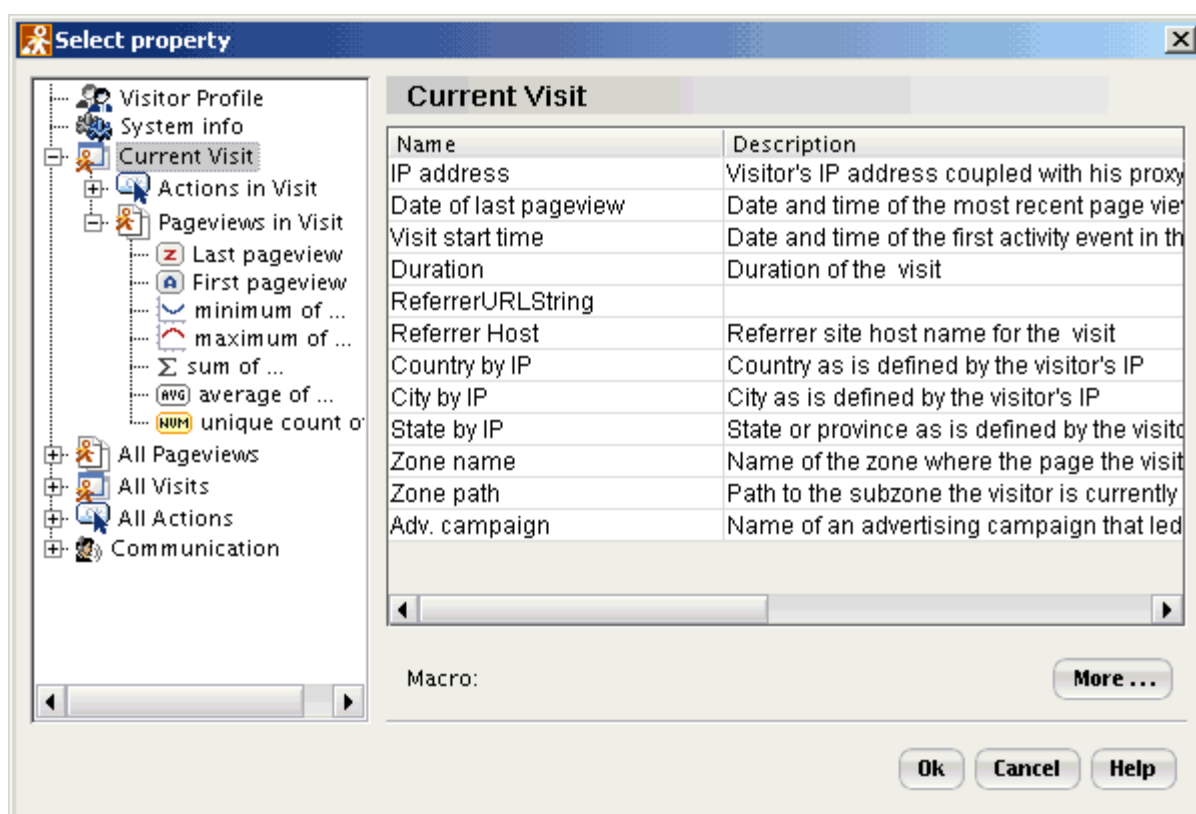 Select property
Visitor Profile
System info
Current Visit
Actions in Visit
Pageviews in Visit
Z Last pageview
A First pageview
minimum of ...
maximum of ...
Σ sum of ...
AVG average of ...
NUM unique count of
All Pageviews
All Visits
All Actions
Communication
Current Visit
Name Description
IP address Visitor's IP address coupled with his proxy
Date of last pageview Date and time of the most recent page vie
Visit start time Date and time of the first activity event in th
Duration Duration of the visit
ReferrerURLString
Referrer Host Referrer site host name for the visit
Country by IP Country as is defined by the visitor's IP
City by IP City as is defined by the visitor's IP
State by IP State or province as is defined by the visito
Zone name Name of the zone where the page the visit
Zone path Path to the subzone the visitor is currently
Adv. campaign Name of an advertising campaign that led
Macro:
More ...
Ok Cancel Help